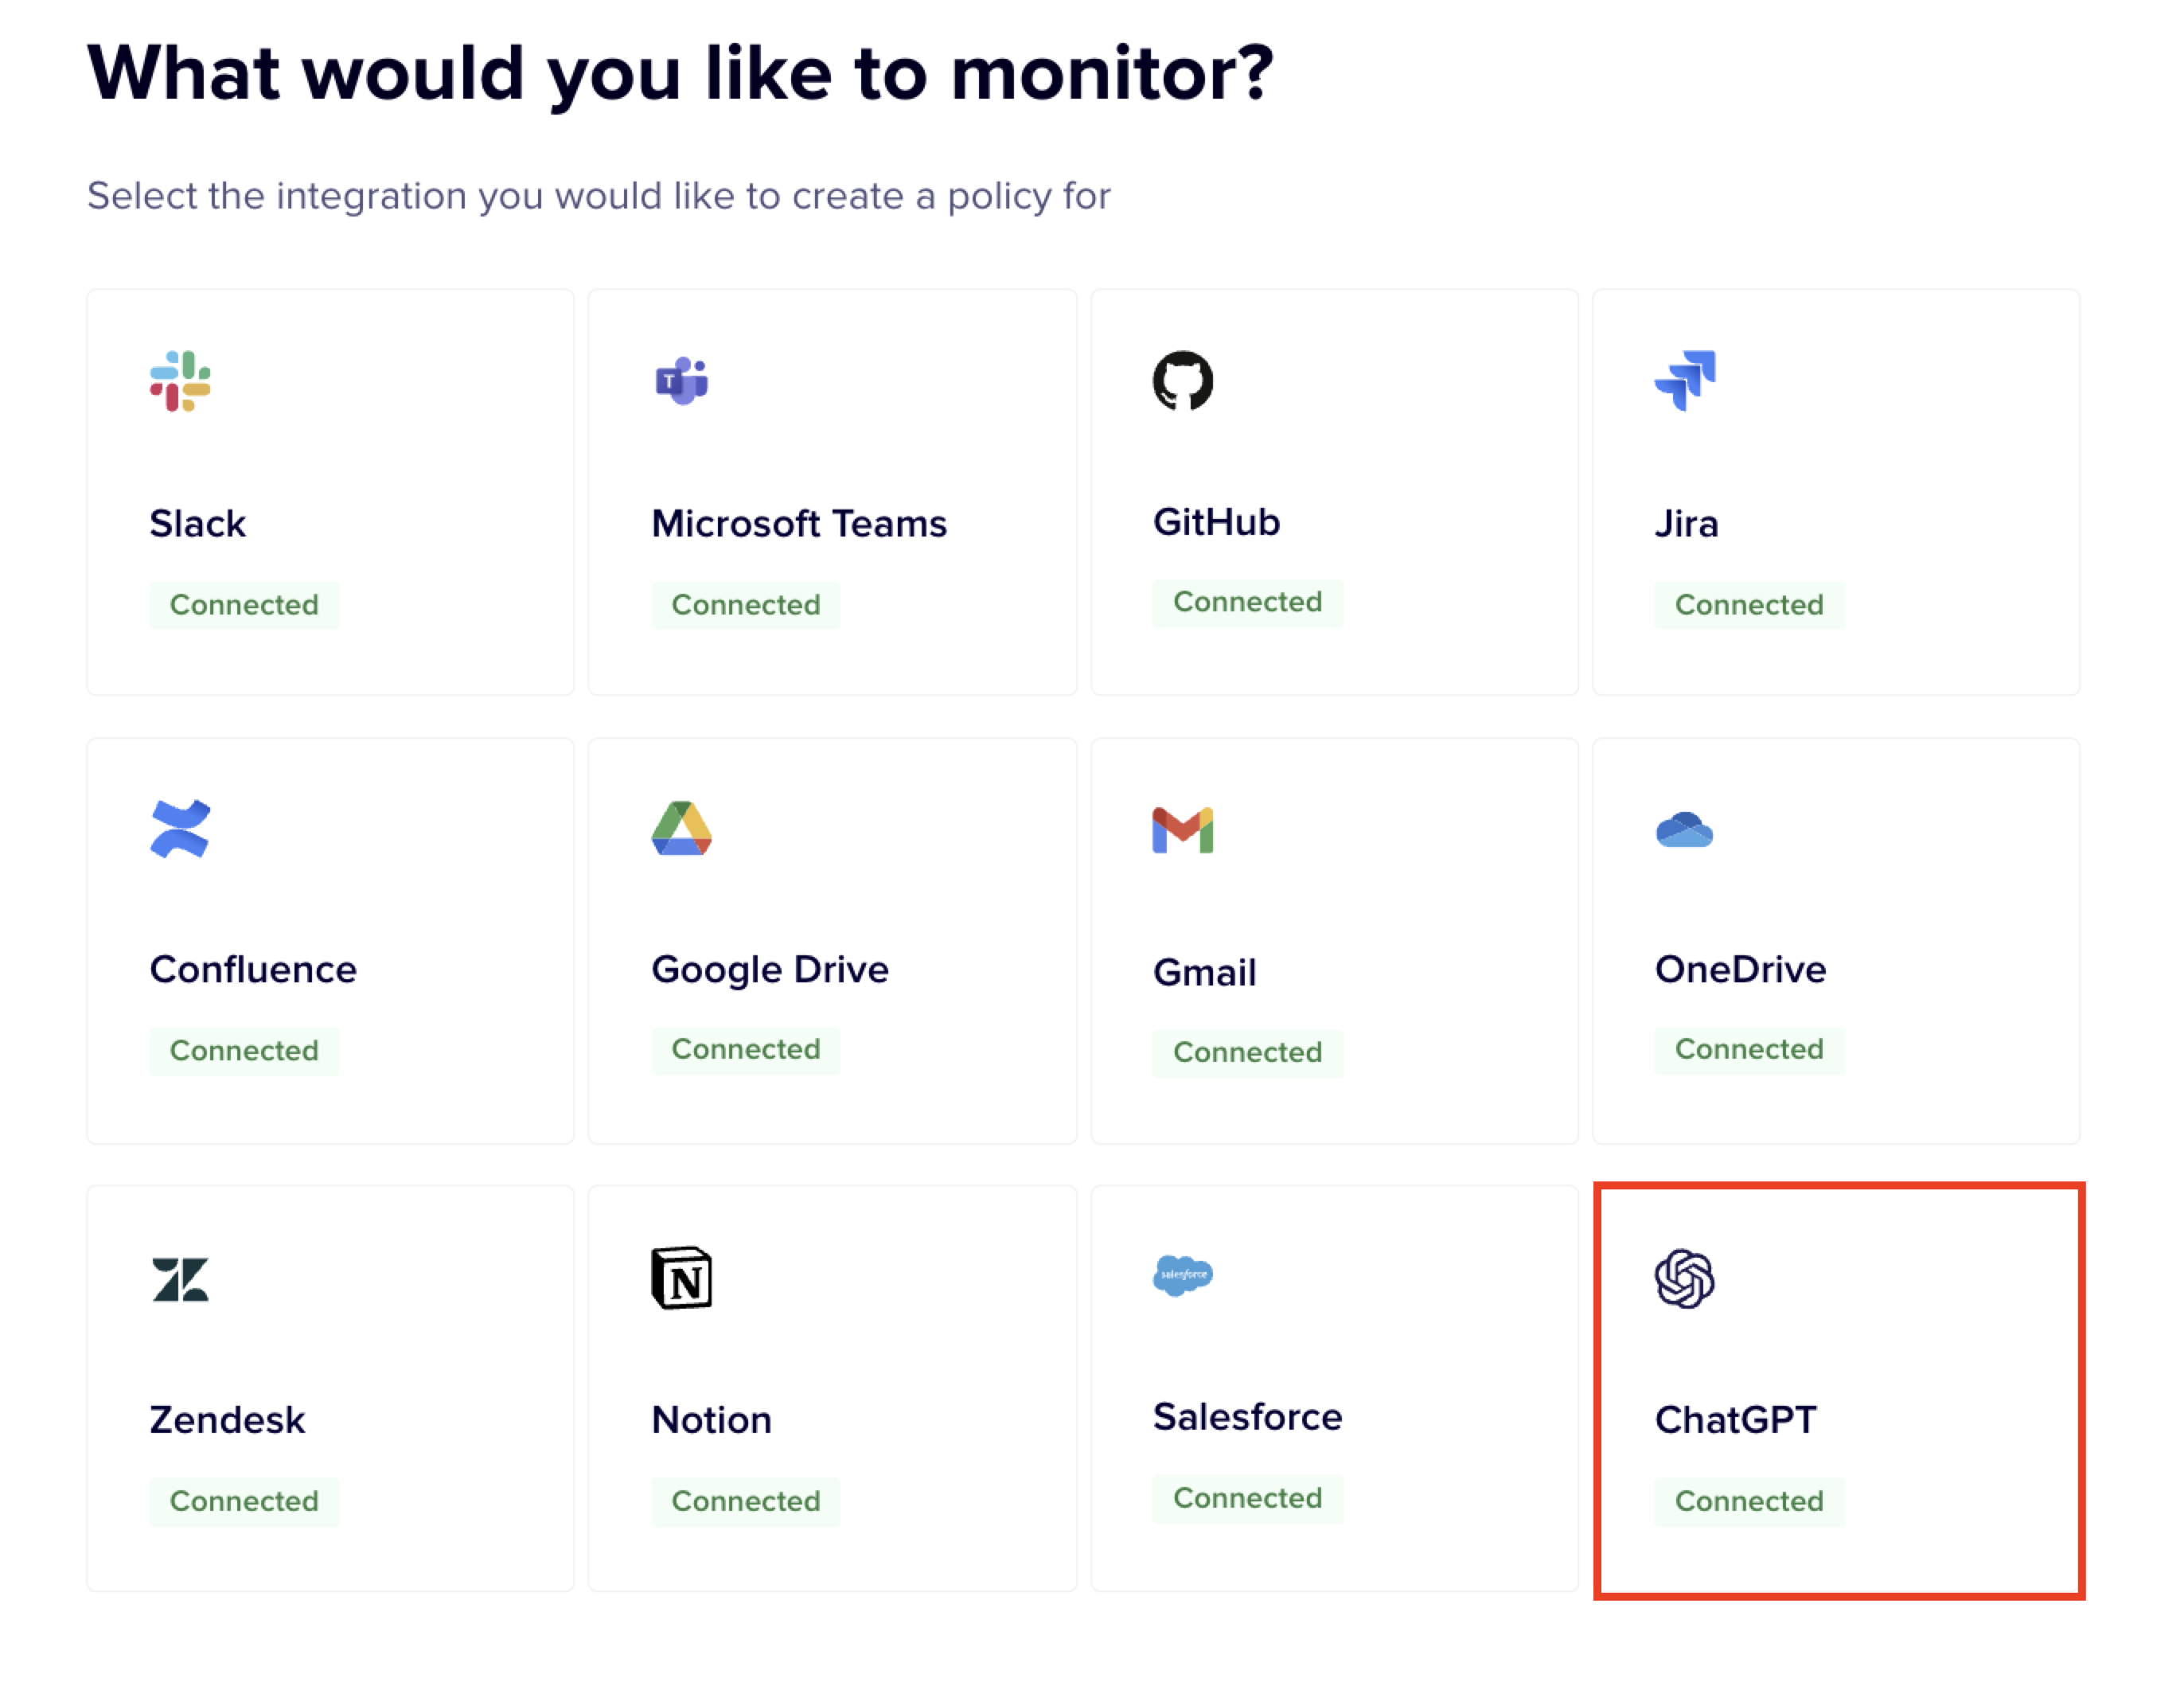 What would you like to monitor?
Select the integration you would like to create a policy for
T
Slack
Microsoft Teams
GitHub
Jira
Connected
Connected
Connected
Connected
Confluence
Google Drive
Gmail
OneDrive
Connected
Connected
Connected
Connected
N
salesforce
Zendesk
Notion
Salesforce
ChatGPT
Connected
Connected
Connected
Connected